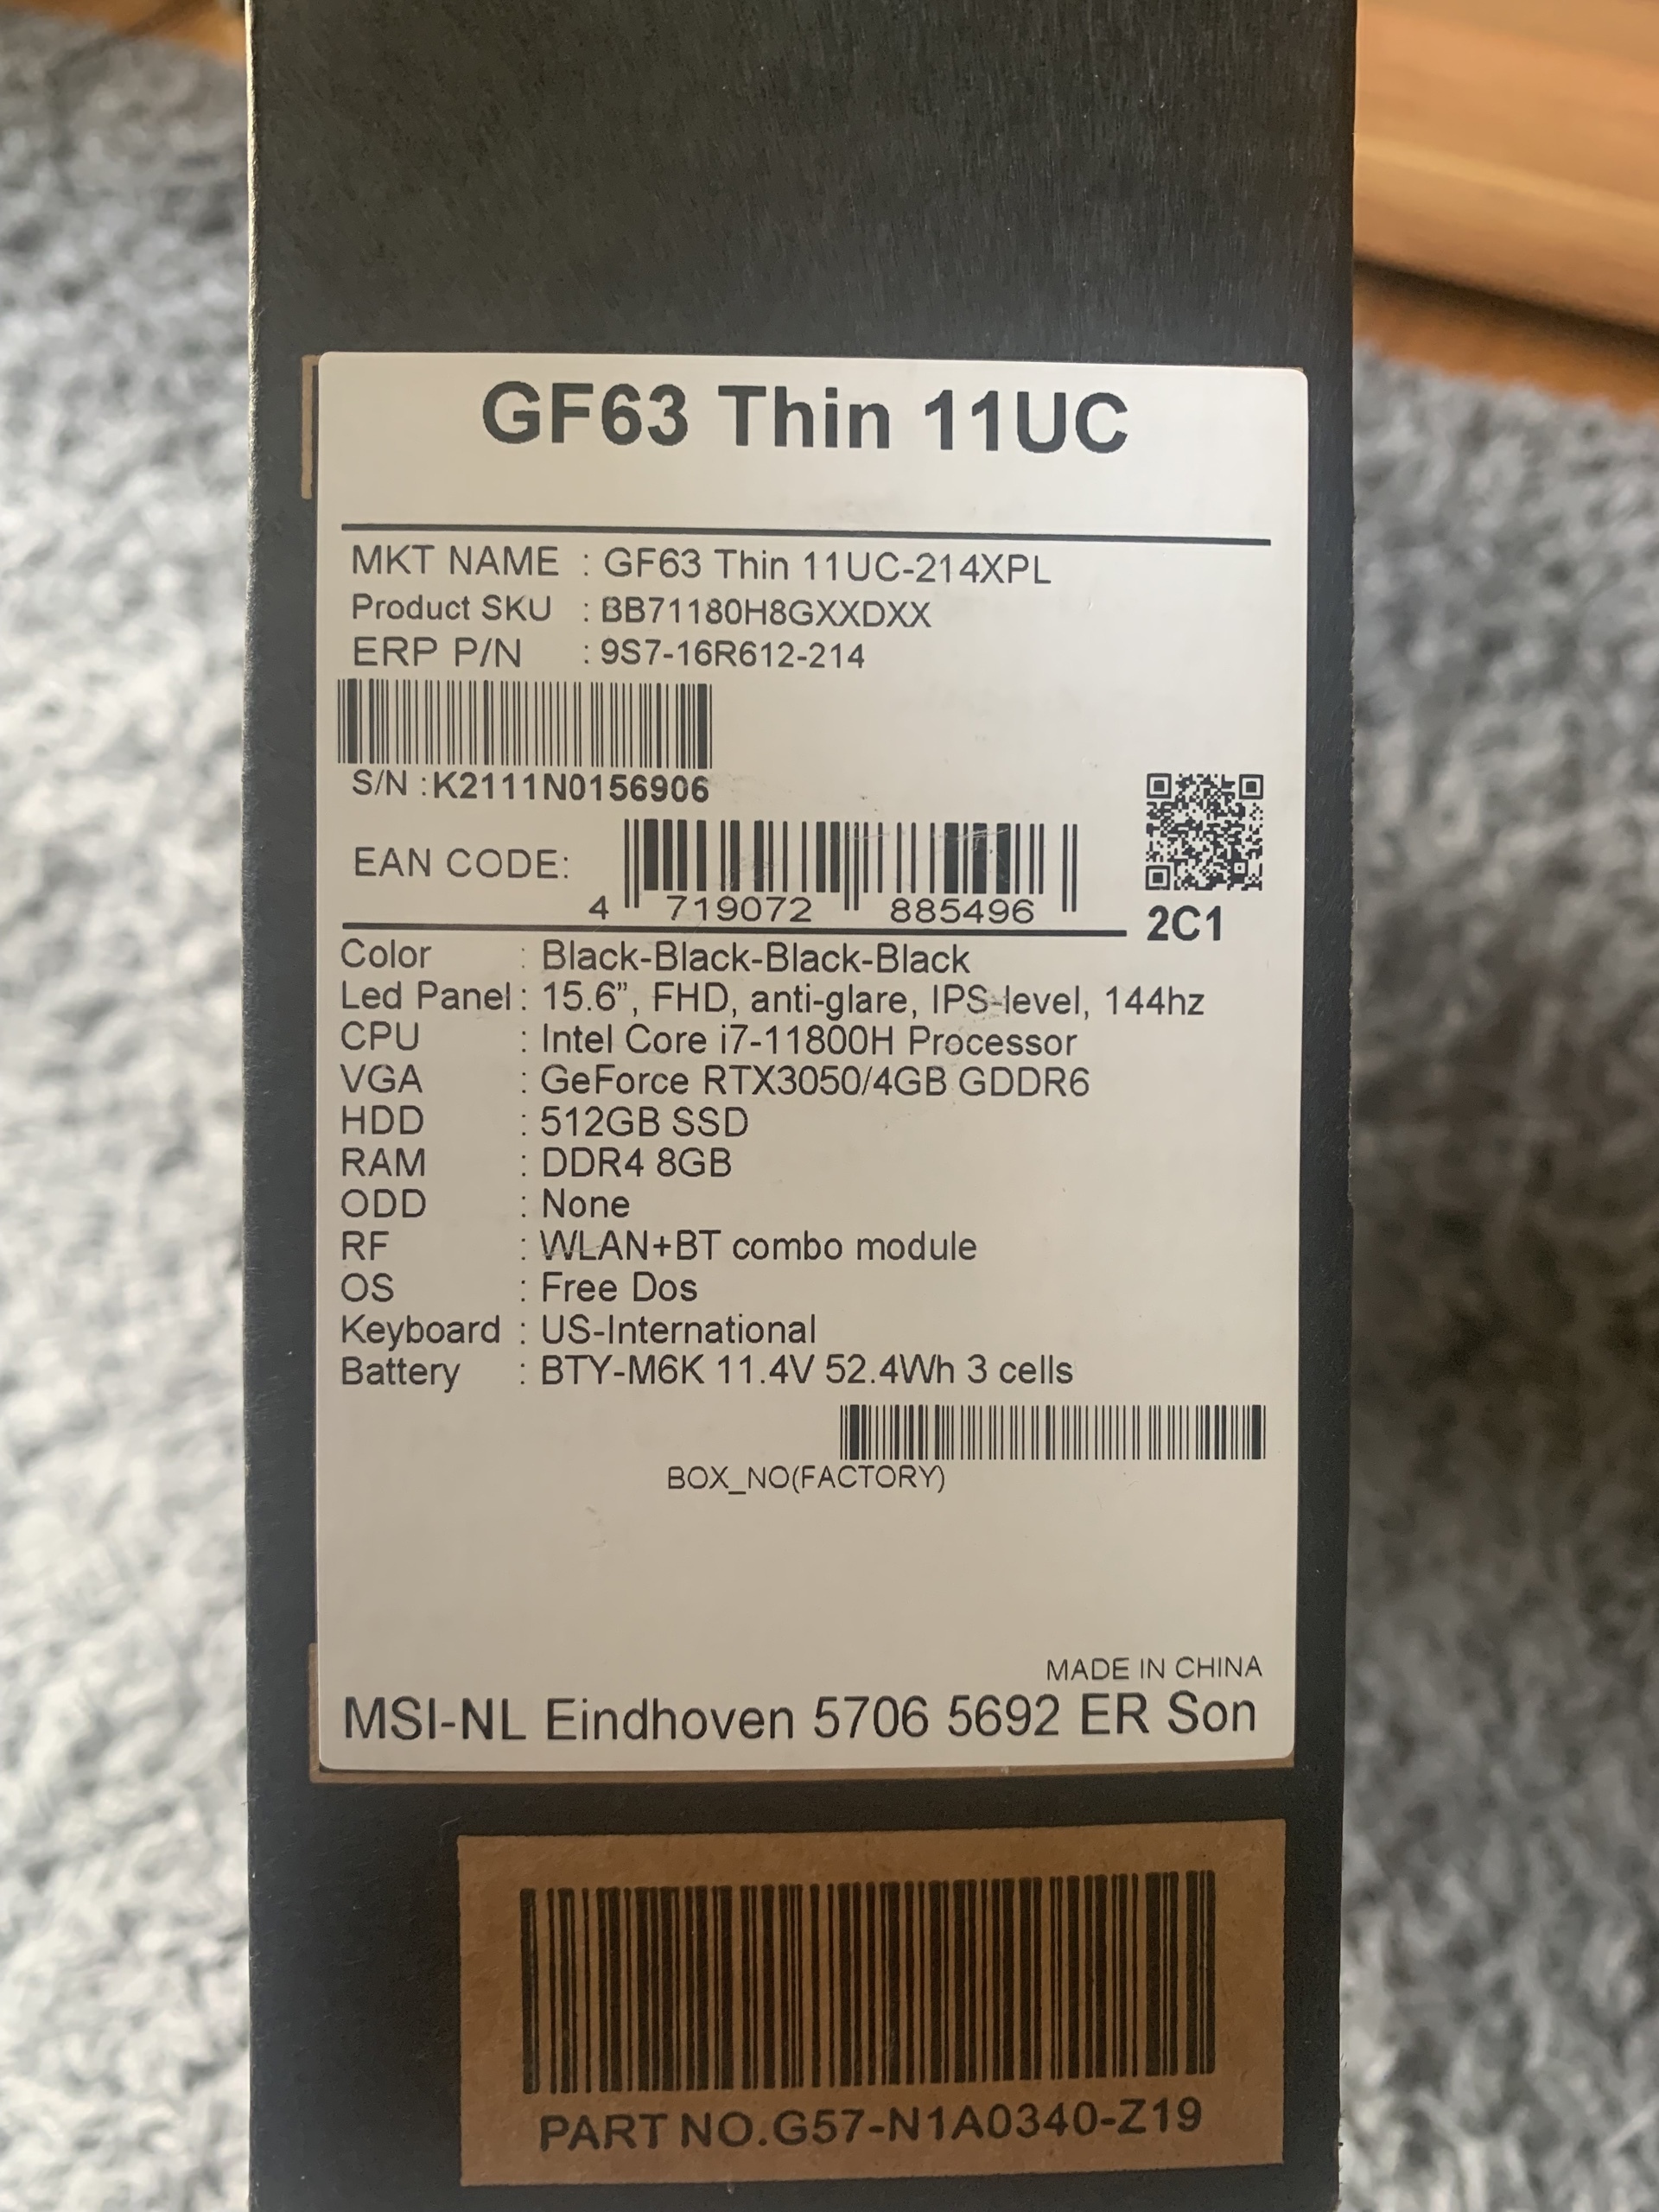 GF63 Thin 11UC
MKT NAME : GF63 Thin 11UC-214XPL
Product SKU : BB71180H8GXXDXX
ERP P/N : 9S7-16R612-214
S/N :K2111N0156906
EAN CODE:
4 719072 885496
2C1
Color : Black-Black-Black-Black
Led Panel : 15.6”, FHD, anti-glare, IPS-level, 144hz
CPU : Intel Core i7-11800H Processor
VGA : GeForce RTX3050/4GB GDDR6
HDD : 512GB SSD
RAM : DDR4 8GB
ODD : None
RF : WLAN+BT combo module
OS : Free Dos
Keyboard : US-International
Battery : BTY-M6K 11.4V 52.4Wh 3 cells
BOX_NO(FACTORY)
MADE IN CHINA
MSI-NL Eindhoven 5706 5692 ER Son
PART NO.G57-N1A0340-Z19